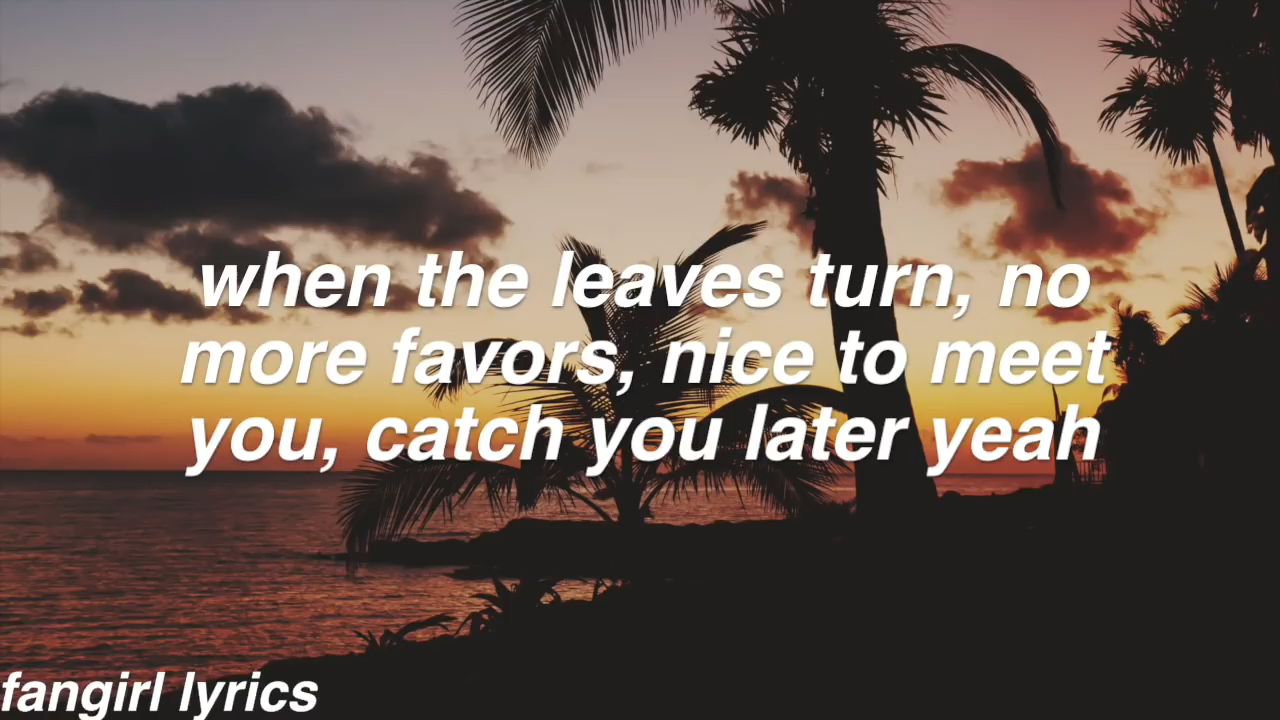 when the leaves turn, no
more favors, nice to meet
you, catch you later yeah
fangirl lyrics